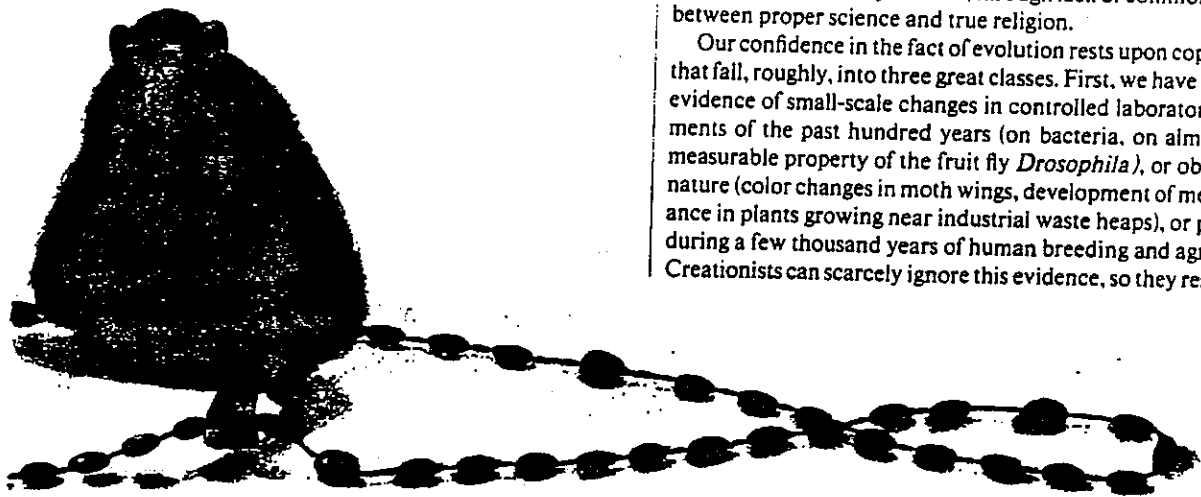 between proper science and true religion.
Our confidence in the fact of evolution rests upon cop
that fall, roughly, into three great classes. First, we have
evidence of small-scale changes in controlled laborator
ments of the past hundred years (on bacteria, on alm
measurable property of the fruit fly Drosophila), or ob
nature (color changes in moth wings, development of me
ance in plants growing near industrial waste heaps), or p
during a few thousand years of human breeding and agr
Creationists can scarcely ignore this evidence, so they re